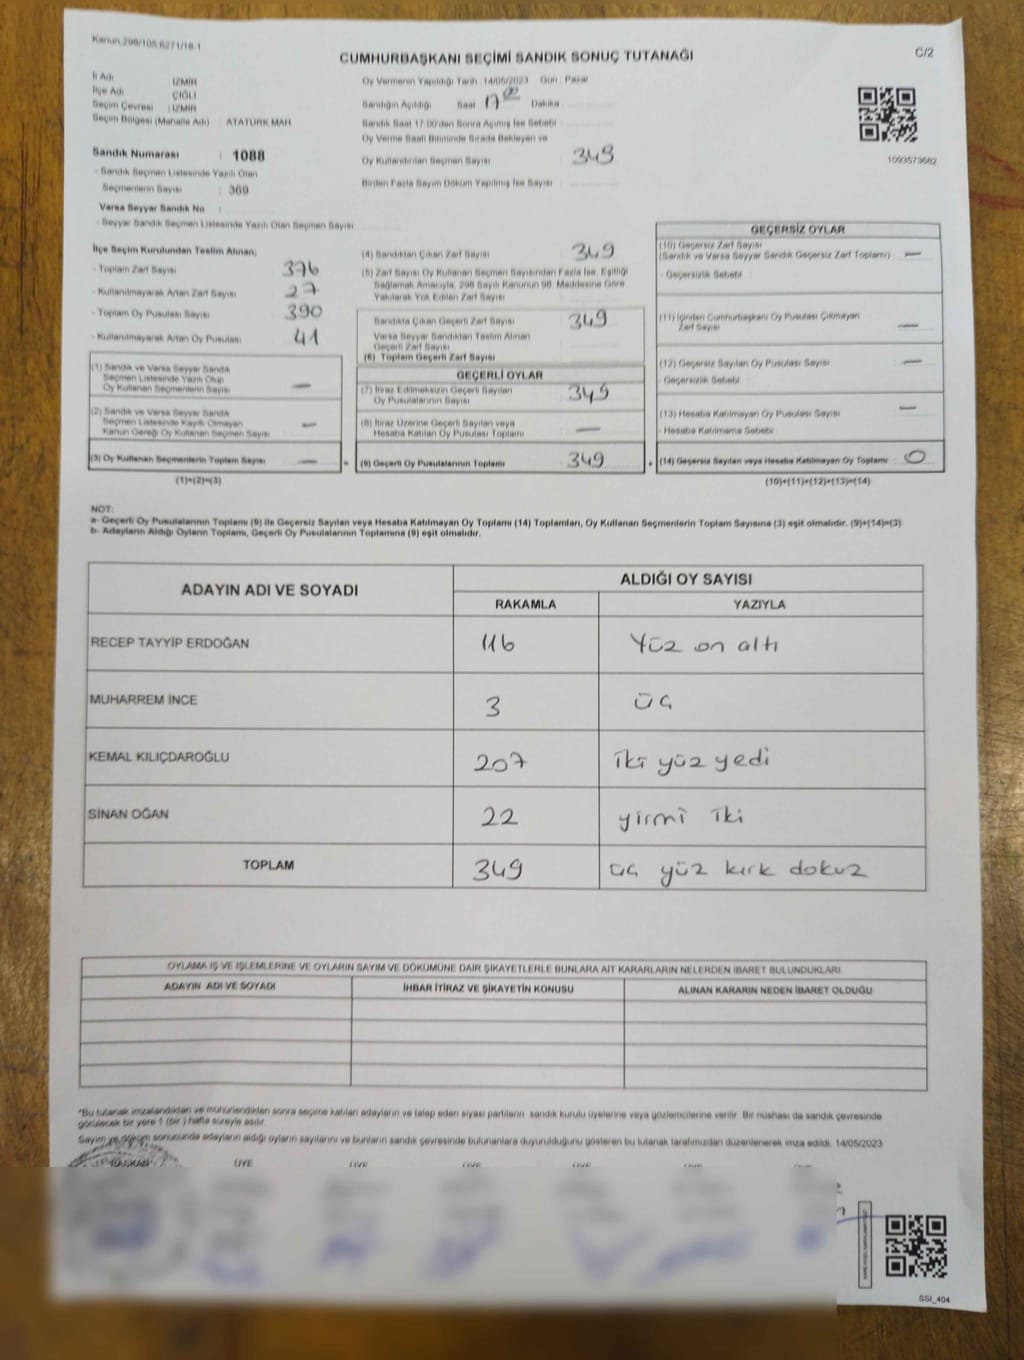 Kanun.298/105.6271/16-1
CUMHURBAŞKANI SEÇİMİ SANDIK SONUÇ TUTANAĞI
C/2
İl Adı : İZMİR
İlçe Adı : ÇİĞLİ
Seçim Çevresi : İZMİR
Seçim Bölgesi (Mahalle Adı) : ATATÜRK MAH
Sandık Numarası : 1088
- Sandık Seçmen Listesinde Yazılı Olan
Seçmenlerin Sayısı : 369
Varsa Seyyar Sandık No :
- Seyyar Sandık Seçmen Listesinde Yazılı Olan Seçmen Sayısı:
Oy Vermenin Yapıldığı Tarih :14/05/2023 Gün : Pazar
Sandığın Açıldığı Saat 17 00 Dakika
Sandık Saat 17.00'den Sonra Açılmış İse Sebebi :
Oy Verme Saati Bitiminde Sırada Bekleyen ve
Oy Kullandırılan Seçmen Sayısı : 349
Birden Fazla Sayım Döküm Yapılmış İse Sayısı :
1093573662
İlçe Seçim Kurulundan Teslim Alınan;
- Toplam Zarf Sayısı : 376
- Kullanılmayarak Artan Zarf Sayısı : 27
- Toplam Oy Pusulası Sayısı : 390
- Kullanılmayarak Artan Oy Pusulası : 41
(1) Sandık ve Varsa Seyyar Sandık
Seçmen Listesinde Yazılı Olup
Oy Kullanan Seçmenlerin Sayısı : —
(2) Sandık ve Varsa Seyyar Sandık
Seçmen Listesinde Kayıtlı Olmayan
Kanun Gereği Oy Kullanan Seçmen Sayısı : —
(3) Oy Kullanan Seçmenlerin Toplam Sayısı : —
(1)+(2)=(3)
(4) Sandıktan Çıkan Zarf Sayısı : 349
(5) Zarf Sayısı Oy Kullanan Seçmen Sayısından Fazla İse, Eşitliği
Sağlamak Amacıyla, 298 Sayılı Kanunun 98. Maddesine Göre
Yakılarak Yok Edilen Zarf Sayısı :
Sandıkta Çıkan Geçerli Zarf Sayısı : 349
Varsa Seyyar Sandıktan Teslim Alınan
Geçerli Zarf Sayısı
(6) Toplam Geçerli Zarf Sayısı
GEÇERLİ OYLAR
(7) İtiraz Edilmeksizin Geçerli Sayılan
Oy Pusulalarının Sayısı : 349
(8) İtiraz Üzerine Geçerli Sayılan veya
Hesaba Katılan Oy Pusulası Toplamı : —
= (9) Geçerli Oy Pusulalarının Toplamı : 349 +
GEÇERSİZ OYLAR
(10) Geçersiz Zarf Sayısı
(Sandık ve Varsa Seyyar Sandık Geçersiz Zarf Toplamı) : —
- Geçersizlik Sebebi :
(11) İçinden Cumhurbaşkanı Oy Pusulası Çıkmayan
Zarf Sayısı : —
(12) Geçersiz Sayılan Oy Pusulası Sayısı : —
- Geçersizlik Sebebi :
(13) Hesaba Katılmayan Oy Pusulası Sayısı : —
- Hesaba Katılmama Sebebi :
(14) Geçersiz Sayılan veya Hesaba Katılmayan Oy Toplamı : 0
(10)+(11)+(12)+(13)=(14)
NOT:
a- Geçerli Oy Pusulalarının Toplamı (9) ile Geçersiz Sayılan veya Hesaba Katılmayan Oy Toplamı (14) Toplamları, Oy Kullanan Seçmenlerin Toplam Sayısına (3) eşit olmalıdır. (9)+(14)=(3)
b- Adayların Aldığı Oyların Toplamı, Geçerli Oy Pusulalarının Toplamına (9) eşit olmalıdır.
ADAYIN ADI VE SOYADI
ALDIĞI OY SAYISI
RAKAMLA YAZIYLA
RECEP TAYYİP ERDOĞAN 116 Yüz on altı
MUHARREM İNCE 3 üç
KEMAL KILIÇDAROĞLU 207 iki yüz yedi
SİNAN OĞAN 22 yirmi iki
TOPLAM 349 üç yüz kırk dokuz
OYLAMA İŞ VE İŞLEMLERİNE VE OYLARIN SAYIM VE DÖKÜMÜNE DAİR ŞİKAYETLERLE BUNLARA AİT KARARLARIN NELERDEN İBARET BULUNDUKLARI
ADAYIN ADI VE SOYADI İHBAR İTİRAZ VE ŞİKAYETİN KONUSU ALINAN KARARIN NEDEN İBARET OLDUĞU
*Bu tutanak imzalandıktan ve mühürlendikten sonra seçime katılan adayların ve talep eden siyasi partilerin sandık kurulu üyelerine veya gözlemcilerine verilir. Bir nüshası da sandık çevresinde
görülecek bir yere 1 (bir) hafta süreyle asılır.
Sayım ve döküm sonucunda adayların aldığı oyların sayılarını ve bunların sandık çevresinde bulunanlara duyurulduğunu gösteren bu tutanak tarafımızdan düzenlenerek imza edildi. 14/05/2023
BAŞKAN ÜYE ÜYE ÜYE ÜYE ÜYE ÜYE
SSI_404